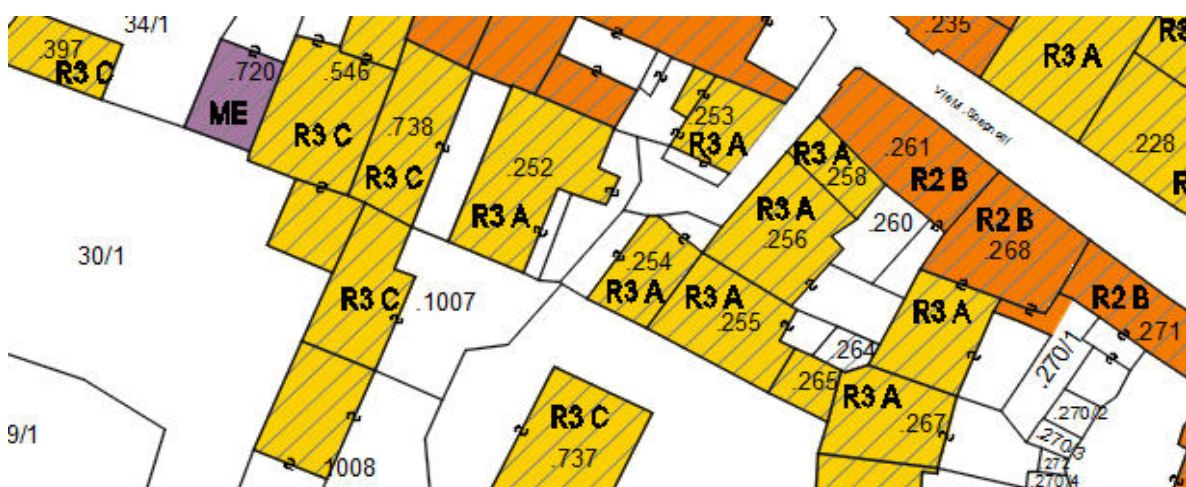 34/1
.397
R3 C
.720
ME
.546
R3 C
.738
R3 C
.252
R3 A
.253
R3 A
.235
R3 A
.228
.261
R2 B
R3 A
.258
R3 A
.256
.260
R2 B
.268
R2 B
.271
30/1
R3 C
.1007
.254
R3 A
R3 A
.255
R3 A
.264
.265
R3 A
.267
.270/1
.270/2
.270/3
.272
.270/4
R3 C
.737
9/1
1008